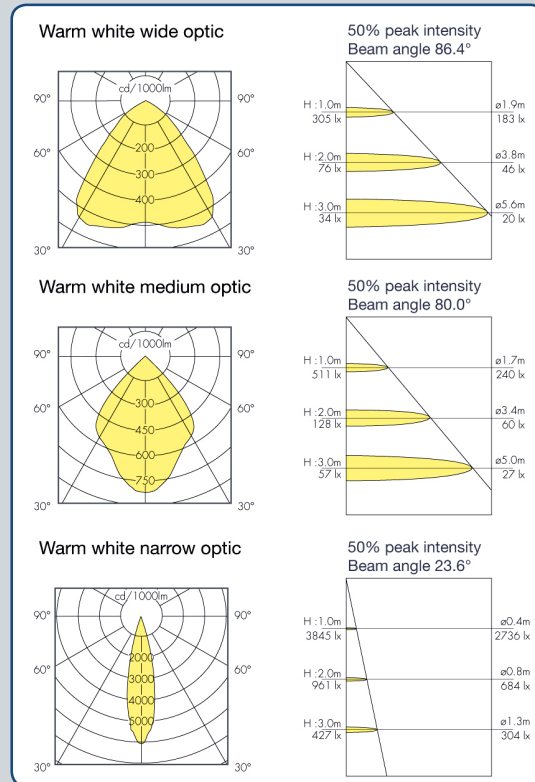 Warm white wide optic
cd/1000lm
90° 90°
200
60° 60°
300
400
30° 30°
50% peak intensity
Beam angle 86.4°
H :1.0m ø1.9m
305 lx 183 lx
H :2.0m ø3.8m
76 lx 46 lx
H :3.0m ø5.6m
34 lx 20 lx
Warm white medium optic
cd/1000lm
90° 90°
300
60° 60°
450
600
750
30° 30°
50% peak intensity
Beam angle 80.0°
H :1.0m ø1.7m
511 lx 240 lx
H :2.0m ø3.4m
128 lx 60 lx
H :3.0m ø5.0m
57 lx 27 lx
Warm white narrow optic
cd/1000lm
90° 90°
2000
60° 60°
3000
4000
5000
30° 30°
50% peak intensity
Beam angle 23.6°
H :1.0m ø0.4m
3845 lx 2736 lx
H :2.0m ø0.8m
961 lx 684 lx
H :3.0m ø1.3m
427 lx 304 lx